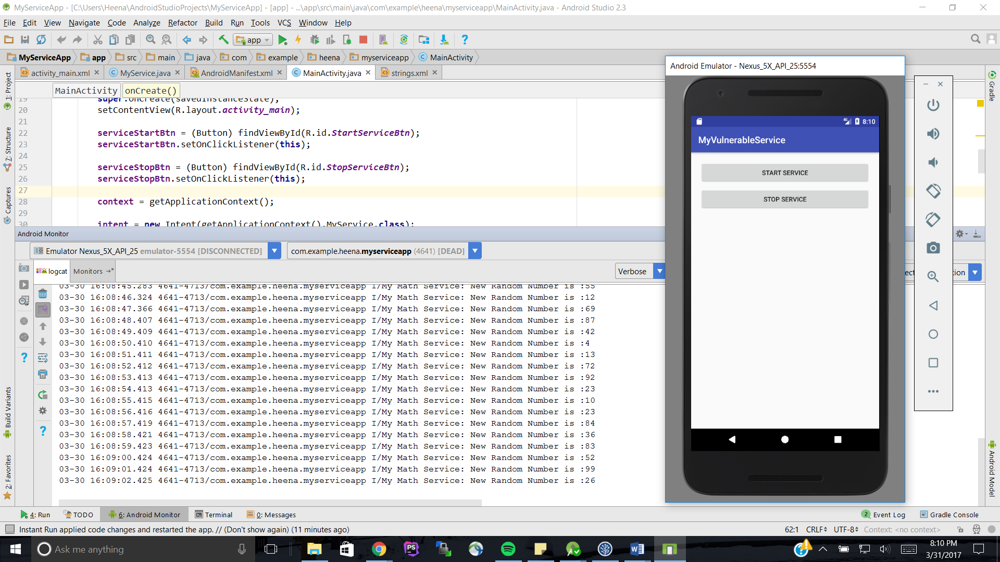 MyServiceApp - [C:\Users\Heena\AndroidStudioProjects\MyServiceApp] - [app] - ...\app\src\main\java\com\example\heena\myserviceapp\MainActivity.java - Android Studio 2.3
File Edit View Navigate Code Analyze Refactor Build Run Tools VCS Window Help
app
MyServiceApp app src main java com example heena myserviceapp MainActivity
activity_main.xml MyService.java AndroidManifest.xml MainActivity.java strings.xml
MainActivity onCreate()
19 super.onCreate(savedInstanceState);
20 setContentView(R.layout.activity_main);
21
22 serviceStartBtn = (Button) findViewById(R.id.StartServiceBtn);
23 serviceStartBtn.setOnClickListener(this);
24
25 serviceStopBtn = (Button) findViewById(R.id.StopServiceBtn);
26 serviceStopBtn.setOnClickListener(this);
27
28 context = getApplicationContext();
29
30 intent = new Intent(getApplicationContext(),MyService.class);
Android Monitor
Emulator Nexus_5X_API_25 emulator-5554 [DISCONNECTED] com.example.heena.myserviceapp (4641) [DEAD]
logcat Monitors Verbose
03-30 16:08:45.283 4641-4713/com.example.heena.myserviceapp I/My Math Service: New Random Number is :55
03-30 16:08:46.324 4641-4713/com.example.heena.myserviceapp I/My Math Service: New Random Number is :12
03-30 16:08:47.366 4641-4713/com.example.heena.myserviceapp I/My Math Service: New Random Number is :69
03-30 16:08:48.407 4641-4713/com.example.heena.myserviceapp I/My Math Service: New Random Number is :87
03-30 16:08:49.409 4641-4713/com.example.heena.myserviceapp I/My Math Service: New Random Number is :42
03-30 16:08:50.410 4641-4713/com.example.heena.myserviceapp I/My Math Service: New Random Number is :4
03-30 16:08:51.411 4641-4713/com.example.heena.myserviceapp I/My Math Service: New Random Number is :13
03-30 16:08:52.412 4641-4713/com.example.heena.myserviceapp I/My Math Service: New Random Number is :72
03-30 16:08:53.413 4641-4713/com.example.heena.myserviceapp I/My Math Service: New Random Number is :92
03-30 16:08:54.413 4641-4713/com.example.heena.myserviceapp I/My Math Service: New Random Number is :23
03-30 16:08:55.415 4641-4713/com.example.heena.myserviceapp I/My Math Service: New Random Number is :10
03-30 16:08:56.416 4641-4713/com.example.heena.myserviceapp I/My Math Service: New Random Number is :23
03-30 16:08:57.419 4641-4713/com.example.heena.myserviceapp I/My Math Service: New Random Number is :84
03-30 16:08:58.421 4641-4713/com.example.heena.myserviceapp I/My Math Service: New Random Number is :36
03-30 16:08:59.423 4641-4713/com.example.heena.myserviceapp I/My Math Service: New Random Number is :83
03-30 16:09:00.424 4641-4713/com.example.heena.myserviceapp I/My Math Service: New Random Number is :52
03-30 16:09:01.424 4641-4713/com.example.heena.myserviceapp I/My Math Service: New Random Number is :99
03-30 16:09:02.425 4641-4713/com.example.heena.myserviceapp I/My Math Service: New Random Number is :26
1: Project
7: Structure
Captures
Build Variants
2: Favorites
Android Emulator - Nexus_5X_API_25:5554
4G 8:10
MyVulnerableService
START SERVICE
STOP SERVICE
Gradle
Android Model
4: Run TODO 6: Android Monitor Terminal 0: Messages 2 Event Log Gradle Console
Instant Run applied code changes and restarted the app. // (Don't show again) (11 minutes ago) 62:1 CRLF UTF-8 Context: <no context>
Ask me anything PS W
8:10 PM
3/31/2017